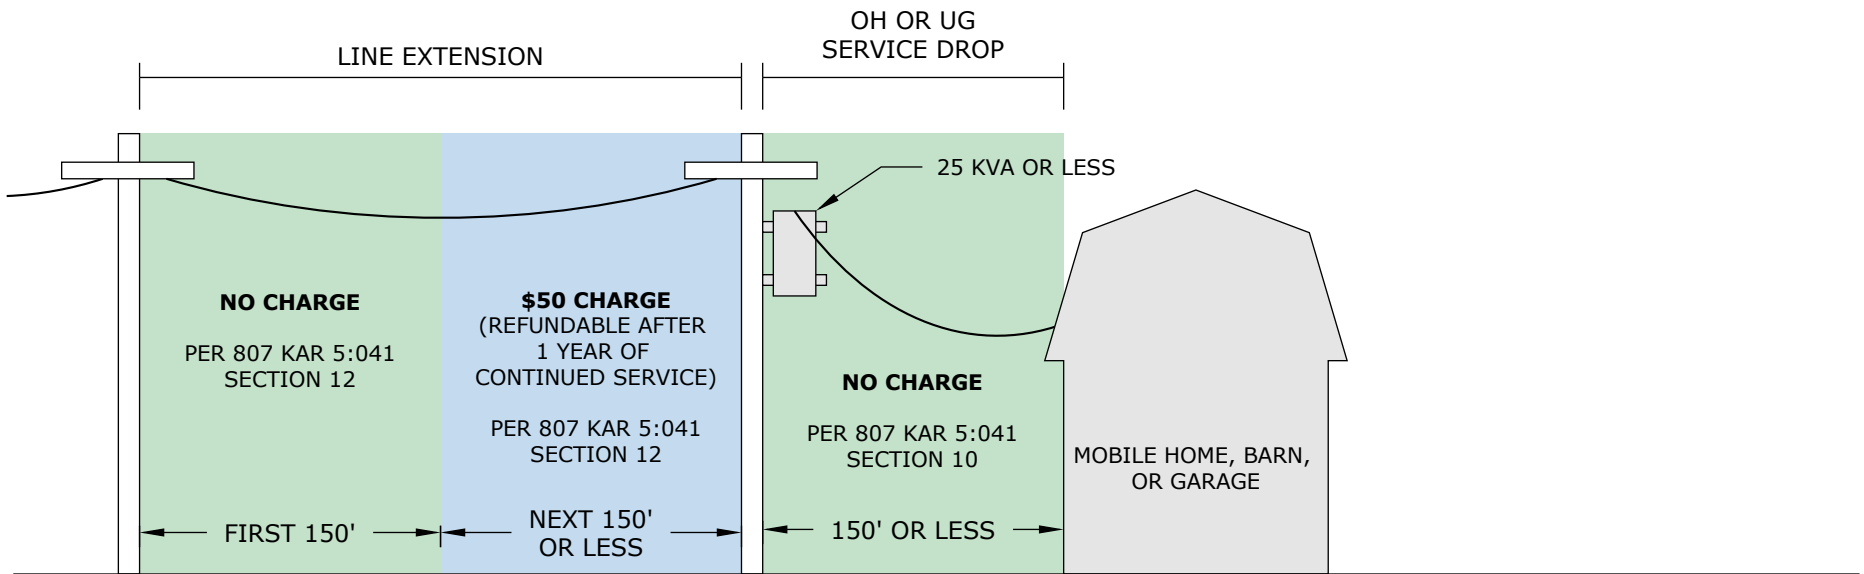 OH OR UG
SERVICE DROP
LINE EXTENSION
25 KVA OR LESS
NO CHARGE
PER 807 KAR 5:041
SECTION 12
$50 CHARGE
(REFUNDABLE AFTER
1 YEAR OF
CONTINUED SERVICE)
PER 807 KAR 5:041
SECTION 12
NO CHARGE
PER 807 KAR 5:041
SECTION 10
MOBILE HOME, BARN,
OR GARAGE
FIRST 150'
NEXT 150'
OR LESS
150' OR LESS